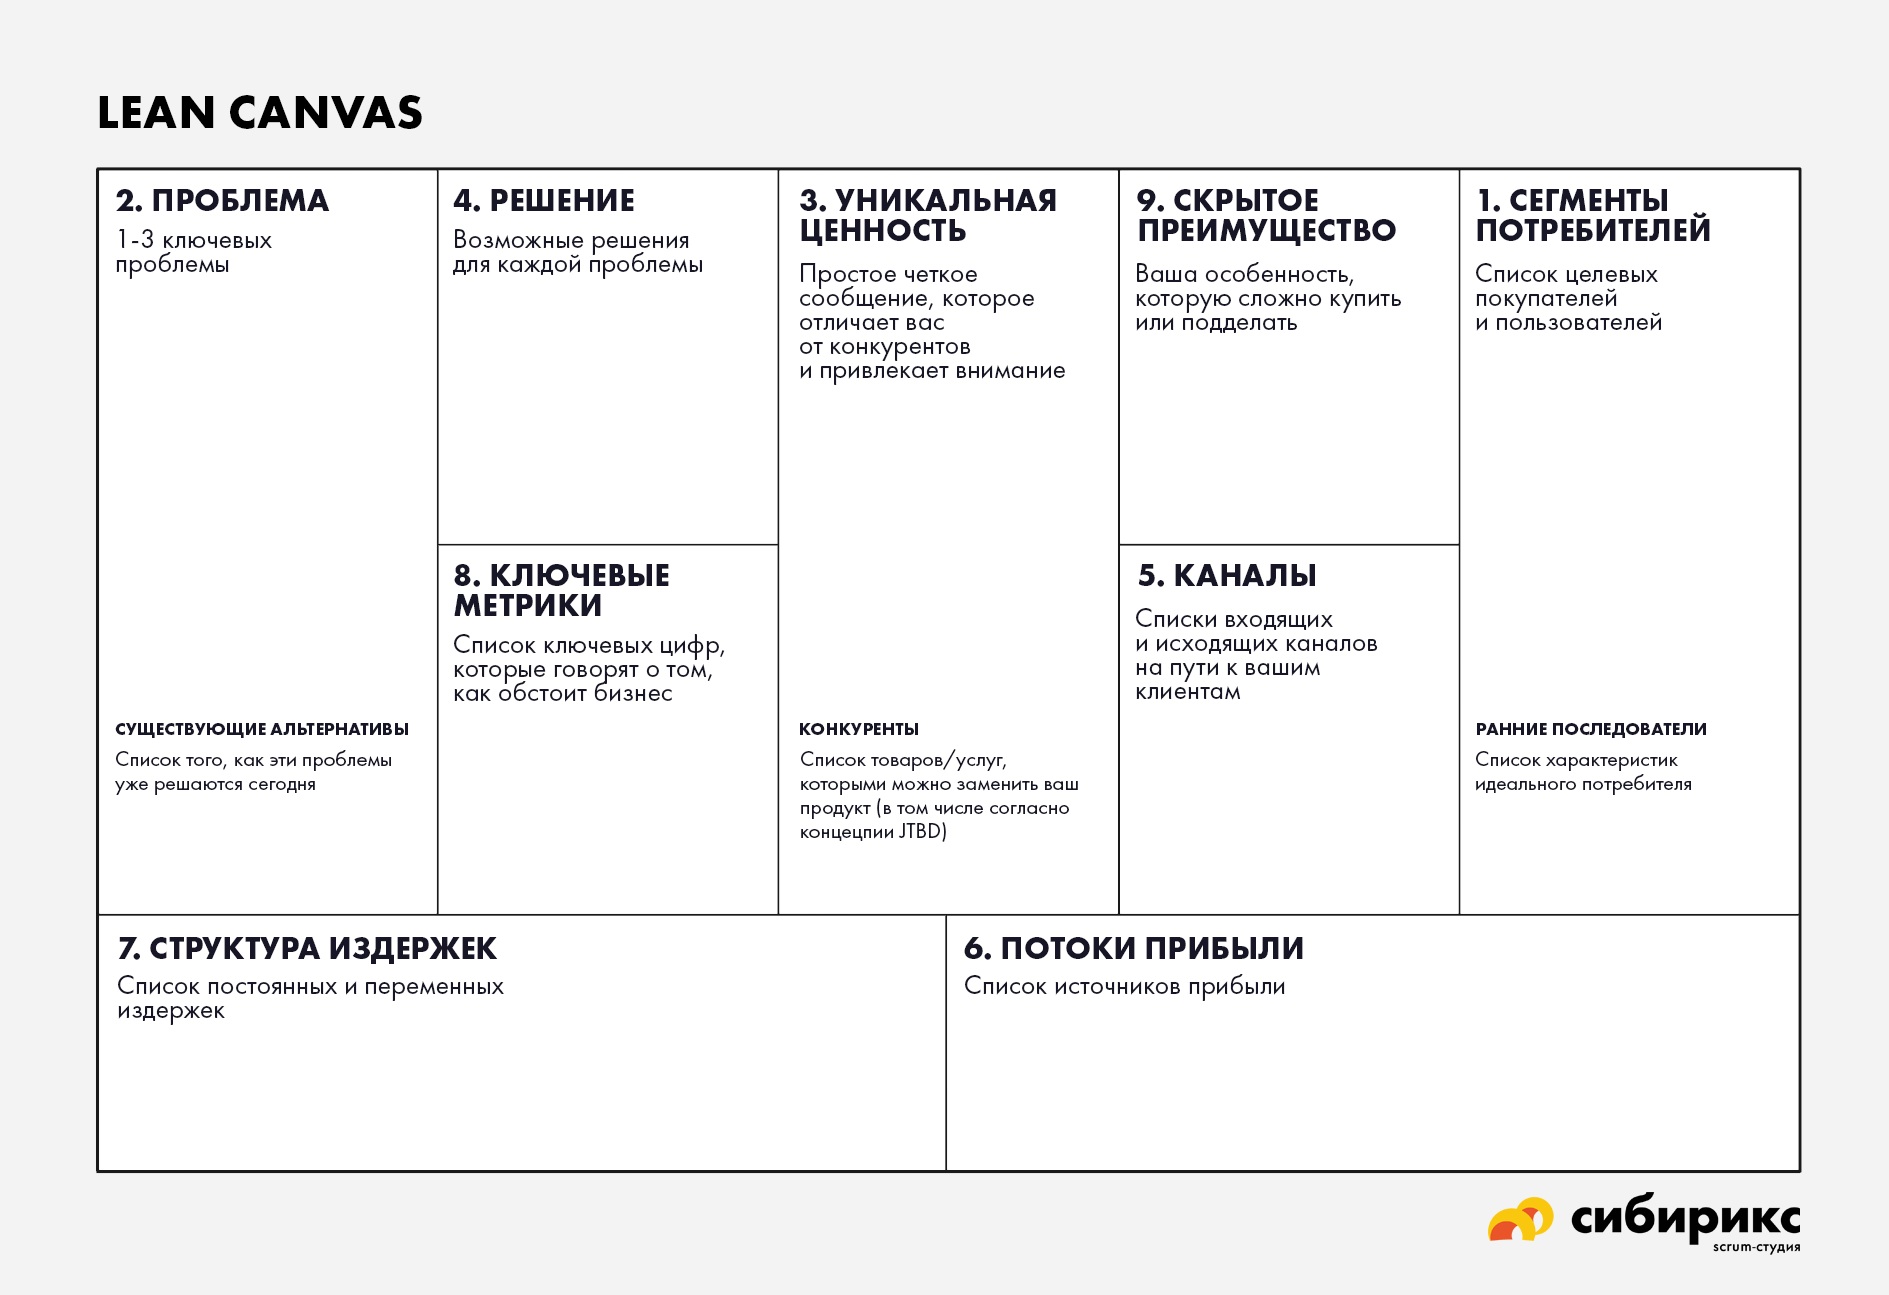 LEAN CANVAS
2. ПРОБЛЕМА
1-3 ключевых
проблемы
СУЩЕСТВУЮЩИЕ АЛЬТЕРНАТИВЫ
Список того, как эти проблемы
уже решаются сегодня
4. РЕШЕНИЕ
Возможные решения
для каждой проблемы
8. КЛЮЧЕВЫЕ
МЕТРИКИ
Список ключевых цифр,
которые говорят о том,
как обстоит бизнес
3. УНИКАЛЬНАЯ
ЦЕННОСТЬ
Простое четкое
сообщение, которое
отличает вас
от конкурентов
и привлекает внимание
КОНКУРЕНТЫ
Список товаров/услуг,
которыми можно заменить ваш
продукт (в том числе согласно
концецпии JTBD)
9. СКРЫТОЕ
ПРЕИМУЩЕСТВО
Ваша особенность,
которую сложно купить
или подделать
5. КАНАЛЫ
Списки входящих
и исходящих каналов
на пути к вашим
клиентам
1. СЕГМЕНТЫ
ПОТРЕБИТЕЛЕЙ
Список целевых
покупателей
и пользователей
РАННИЕ ПОСЛЕДОВАТЕЛИ
Список характеристик
идеального потребителя
7. СТРУКТУРА ИЗДЕРЖЕК
Список постоянных и переменных
издержек
6. ПОТОКИ ПРИБЫЛИ
Список источников прибыли
сибирикс
scrum-студия